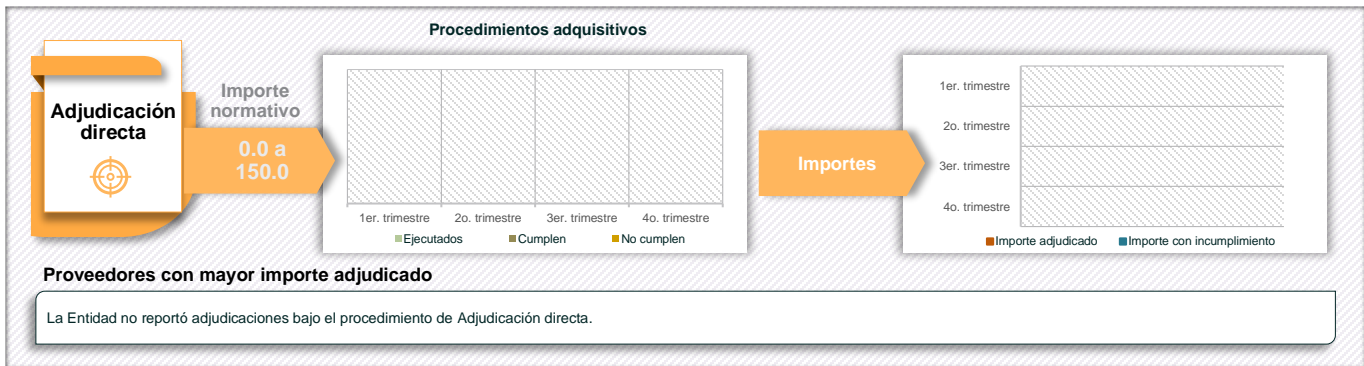 Procedimientos adquisitivos
Adjudicación
directa
Importe
normativo
0.0 a
150.0
1er. trimestre 2o. trimestre 3er. trimestre 4o. trimestre
Ejecutados Cumplen No cumplen
Importes
1er. trimestre
2o. trimestre
3er. trimestre
4o. trimestre
Importe adjudicado Importe con incumplimiento
Proveedores con mayor importe adjudicado
La Entidad no reportó adjudicaciones bajo el procedimiento de Adjudicación directa.